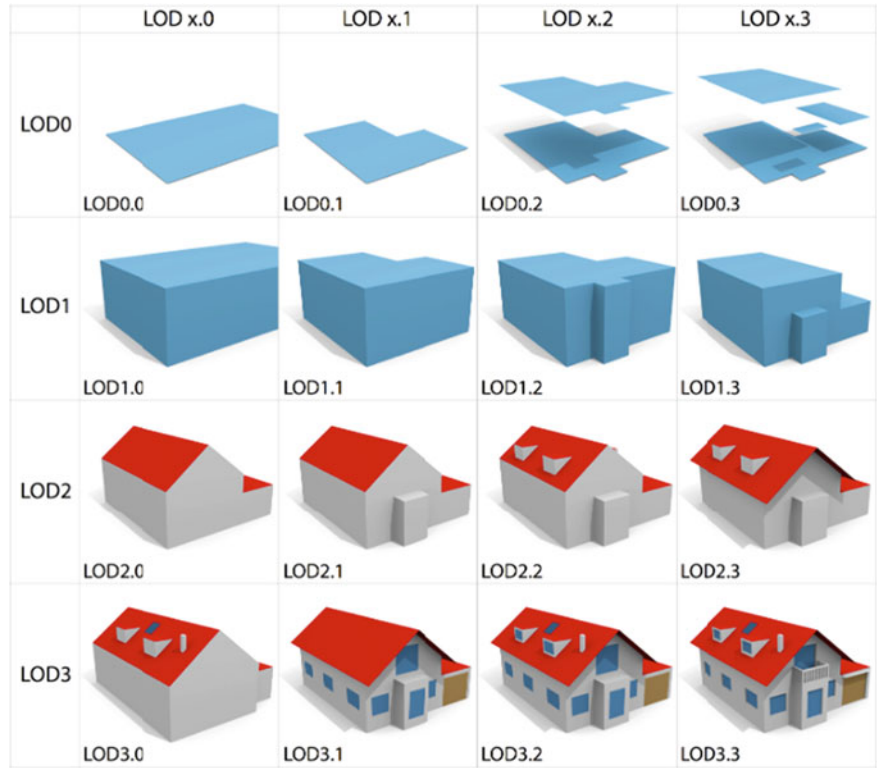 LOD x.0 LOD x.1 LOD x.2 LOD x.3
LOD0
LOD0.0 LOD0.1 LOD0.2 LOD0.3
LOD1
LOD1.0 LOD1.1 LOD1.2 LOD1.3
LOD2
LOD2.0 LOD2.1 LOD2.2 LOD2.3
LOD3
LOD3.0 LOD3.1 LOD3.2 LOD3.3